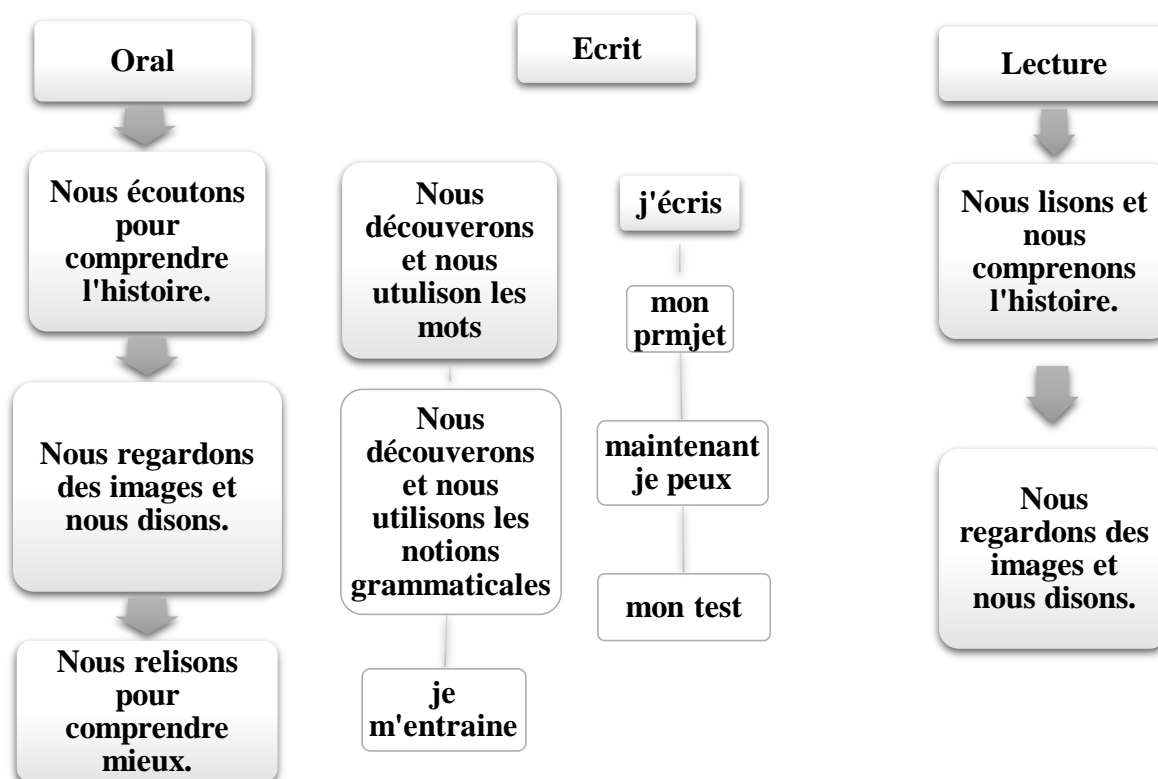 Oral
Nous écoutons
pour
comprendre
l'histoire.
Nous regardons
des images et
nous disons.
Nous relisons
pour
comprendre
mieux.
Ecrit
Nous
découverons
et nous
utulison les
mots
Nous
découverons
et nous
utilisons les
notions
grammaticales
je
m'entraine
j'écris
mon
prmjet
maintenant
je peux
mon test
Lecture
Nous lisons et
nous
comprenons
l'histoire.
Nous
regardons des
images et
nous disons.